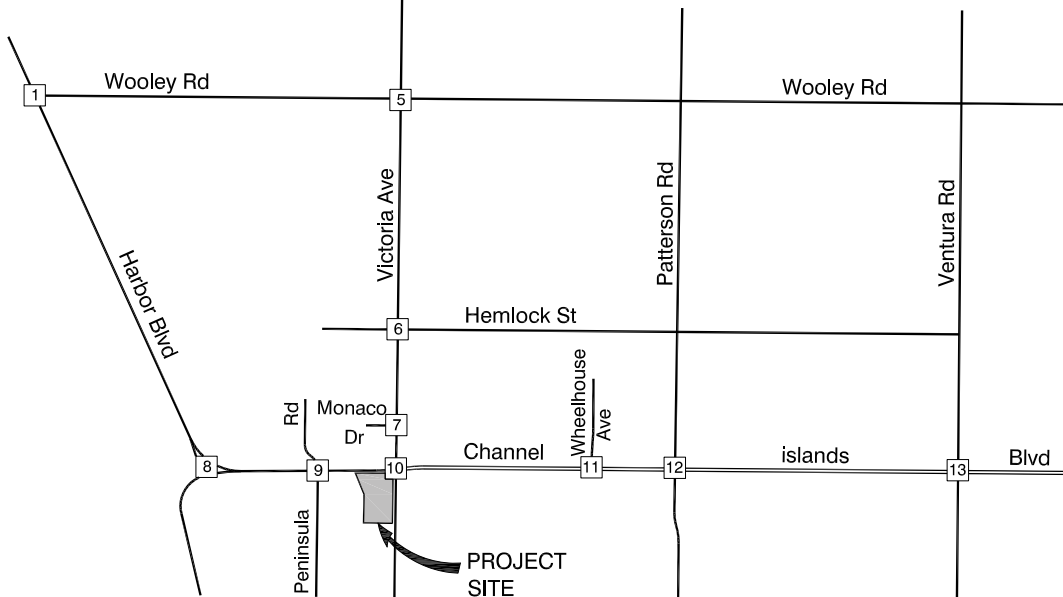 Wooley Rd
Wooley Rd
1
5
Victoria Ave
Patterson Rd
Ventura Rd
Harbor Blvd
Hemlock St
6
Rd
Monaco
Dr
7
Wheelhouse
Ave
Channel
islands
Blvd
8
9
10
11
12
13
Peninsula
PROJECT
SITE